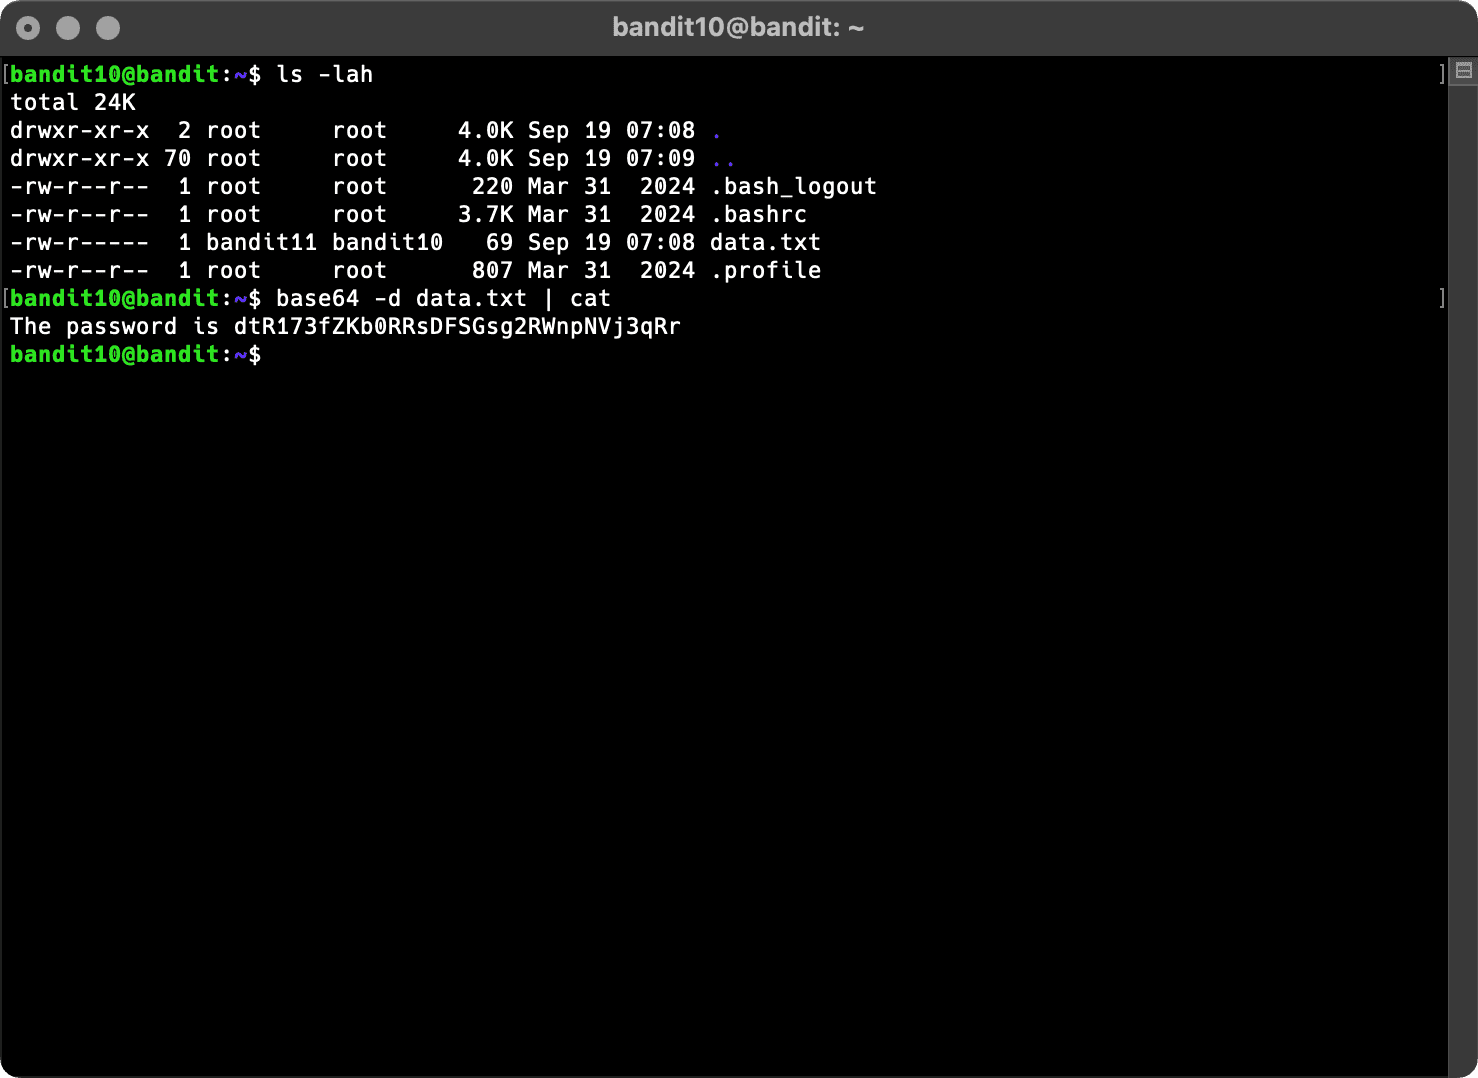 bandit10@bandit: ~
[bandit10@bandit:~$ ls -lah ]
total 24K
drwxr-xr-x  2 root     root     4.0K Sep 19 07:08 .
drwxr-xr-x 70 root     root     4.0K Sep 19 07:09 ..
-rw-r--r--  1 root     root      220 Mar 31  2024 .bash_logout
-rw-r--r--  1 root     root     3.7K Mar 31  2024 .bashrc
-rw-r-----  1 bandit11 bandit10   69 Sep 19 07:08 data.txt
-rw-r--r--  1 root     root      807 Mar 31  2024 .profile
[bandit10@bandit:~$ base64 -d data.txt | cat ]
The password is dtR173fZKb0RRsDFSGsg2RWnpNVj3qRr
bandit10@bandit:~$